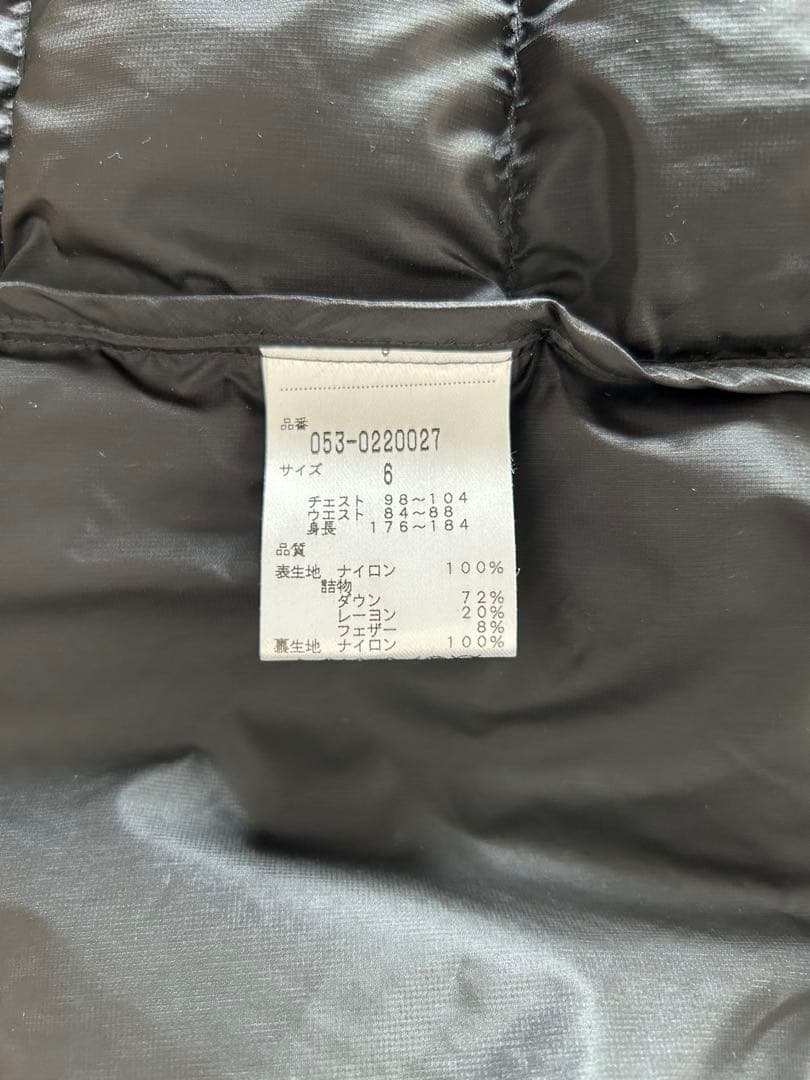 品番
053-0220027
サイズ
6
チェスト 98～104
ウエスト 84～88
身長 176～184
品質
表生地 ナイロン 100%
詰物
ダウン 72%
レーヨン 20%
フェザー 8%
裏生地 ナイロン 100%